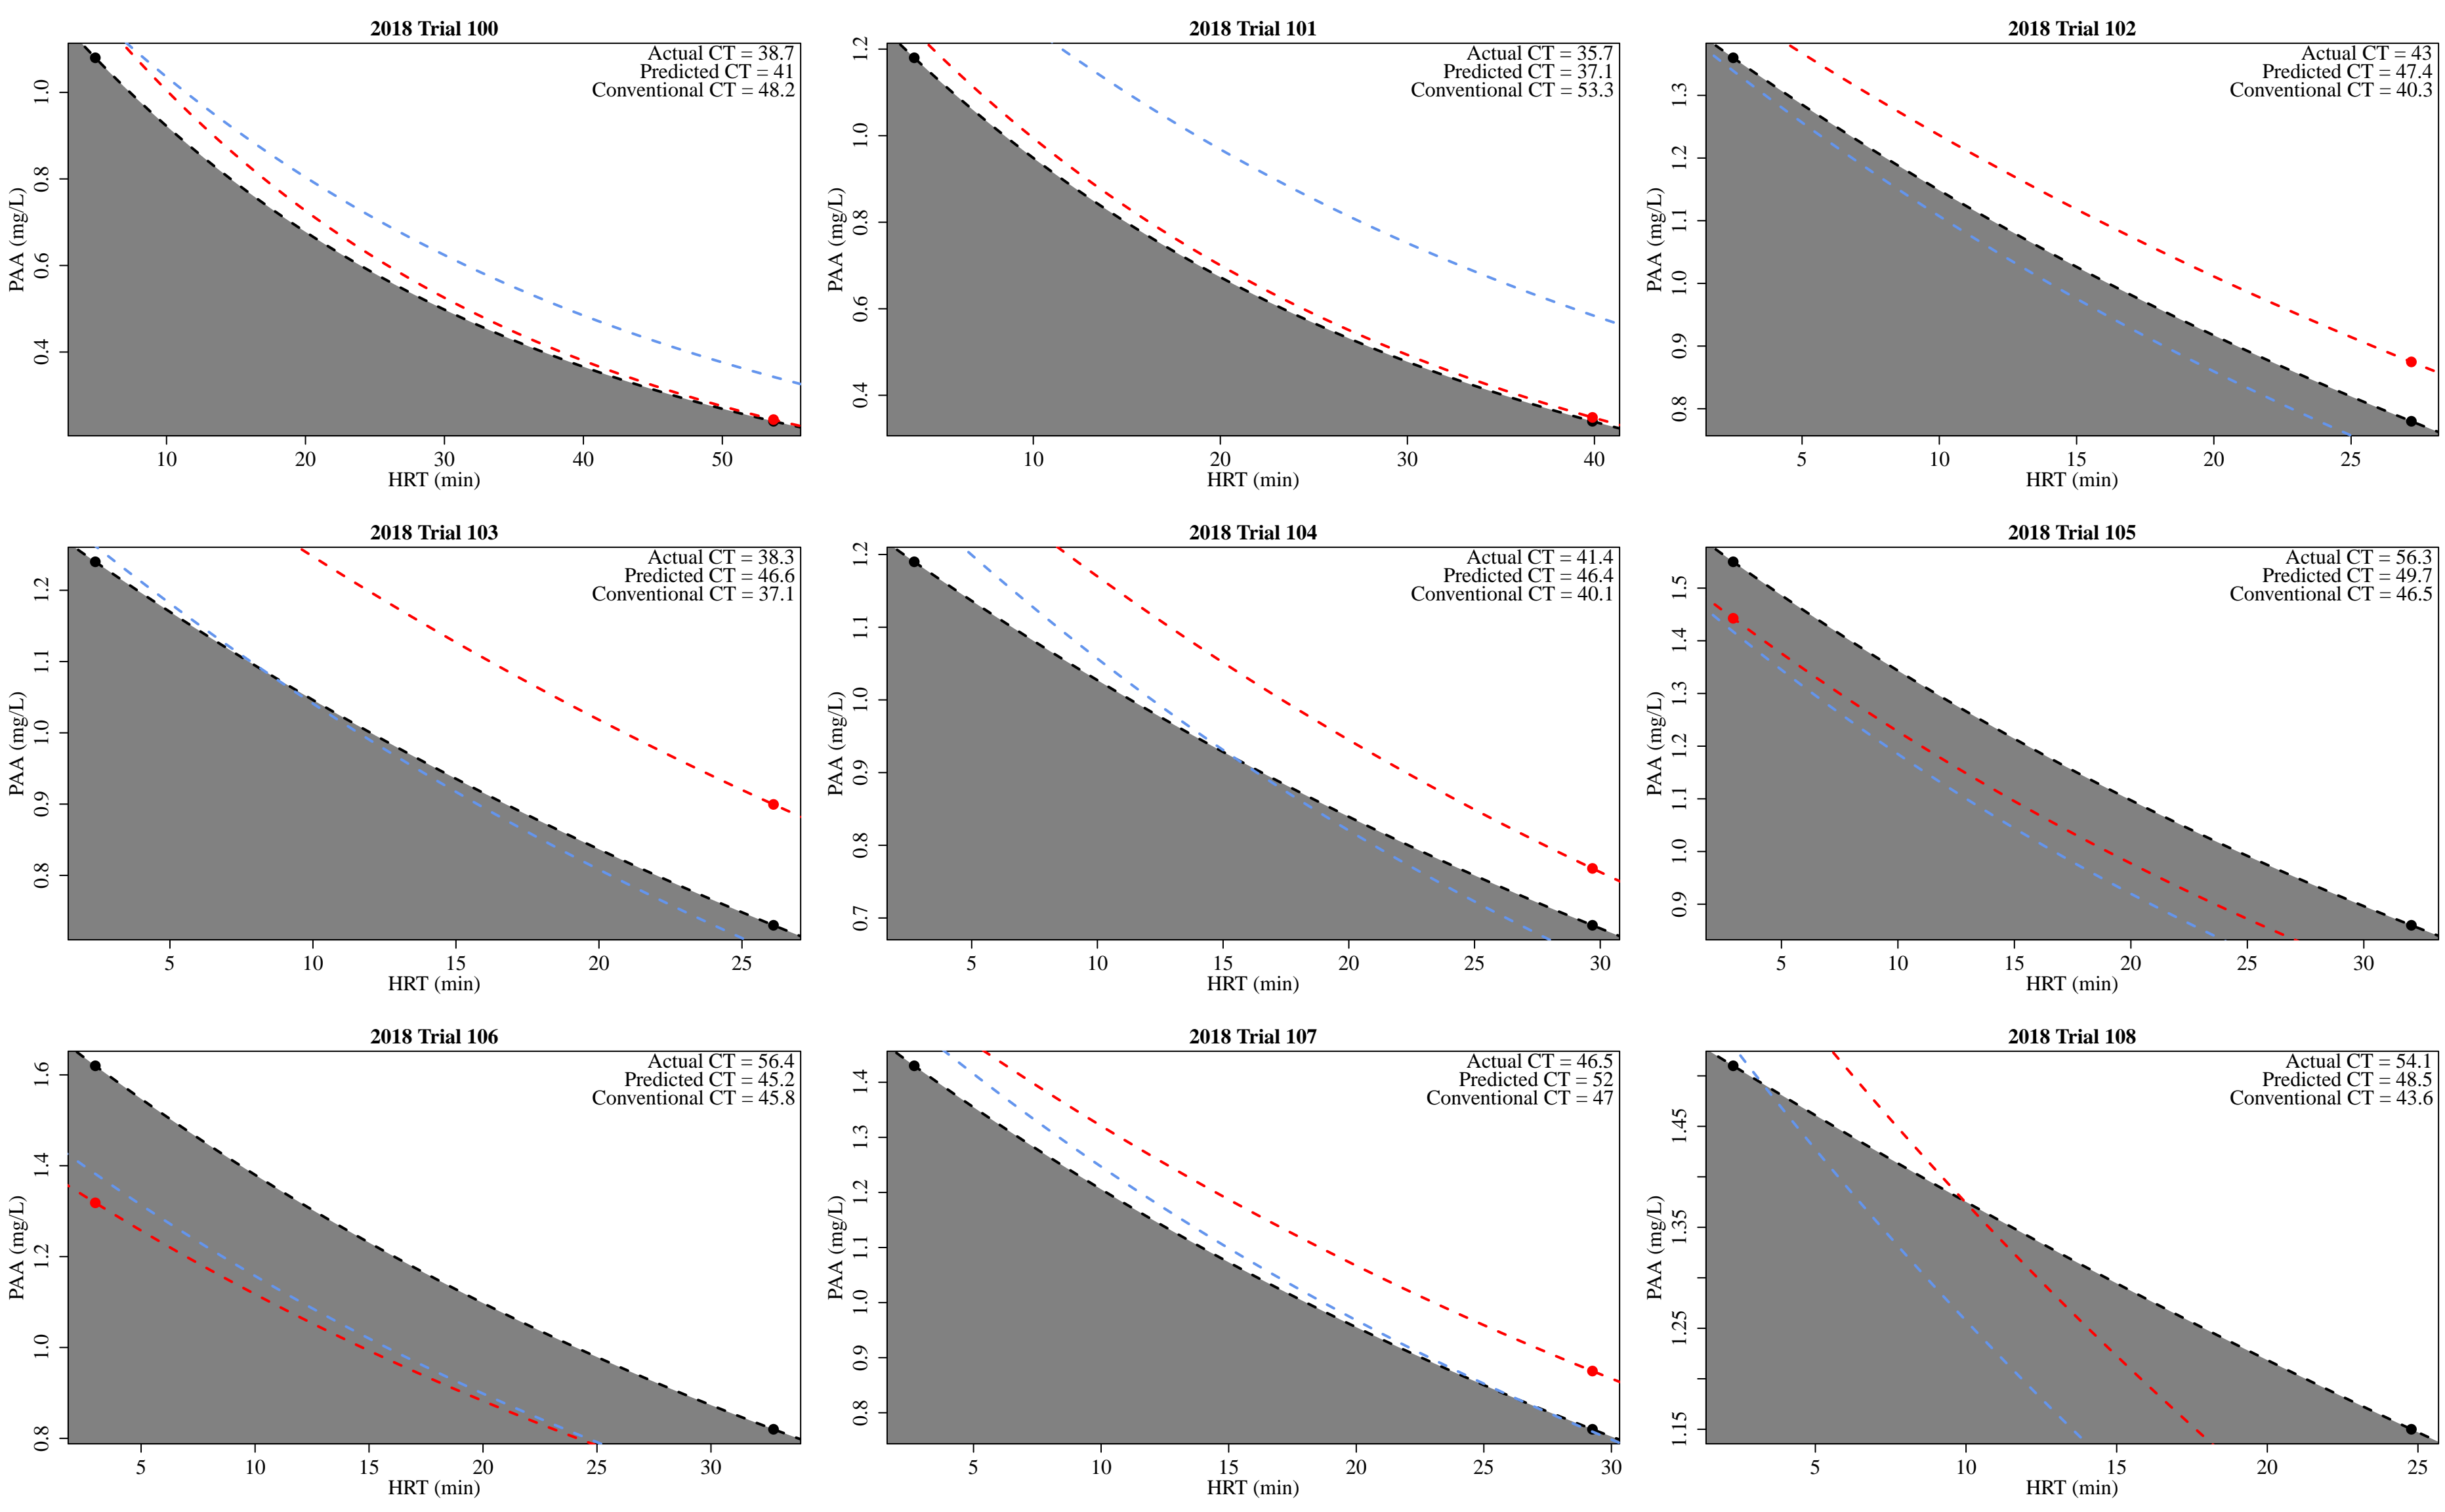 2018 Trial 100
Actual CT = 38.7
Predicted CT = 41
Conventional CT = 48.2
PAA (mg/L)
1.0
0.8
0.6
0.4
10 20 30 40 50
HRT (min)
2018 Trial 101
Actual CT = 35.7
Predicted CT = 37.1
Conventional CT = 53.3
PAA (mg/L)
1.2
1.0
0.8
0.6
0.4
10 20 30 40
HRT (min)
2018 Trial 102
Actual CT = 43
Predicted CT = 47.4
Conventional CT = 40.3
PAA (mg/L)
1.3
1.2
1.1
1.0
0.9
0.8
5 10 15 20 25
HRT (min)
2018 Trial 103
Actual CT = 38.3
Predicted CT = 46.6
Conventional CT = 37.1
PAA (mg/L)
1.2
1.1
1.0
0.9
0.8
5 10 15 20 25
HRT (min)
2018 Trial 104
Actual CT = 41.4
Predicted CT = 46.4
Conventional CT = 40.1
PAA (mg/L)
1.2
1.1
1.0
0.9
0.8
0.7
5 10 15 20 25 30
HRT (min)
2018 Trial 105
Actual CT = 56.3
Predicted CT = 49.7
Conventional CT = 46.5
PAA (mg/L)
1.5
1.4
1.3
1.2
1.1
1.0
0.9
5 10 15 20 25 30
HRT (min)
2018 Trial 106
Actual CT = 56.4
Predicted CT = 45.2
Conventional CT = 45.8
PAA (mg/L)
1.6
1.4
1.2
1.0
0.8
5 10 15 20 25 30
HRT (min)
2018 Trial 107
Actual CT = 46.5
Predicted CT = 52
Conventional CT = 47
PAA (mg/L)
1.4
1.3
1.2
1.1
1.0
0.9
0.8
5 10 15 20 25 30
HRT (min)
2018 Trial 108
Actual CT = 54.1
Predicted CT = 48.5
Conventional CT = 43.6
PAA (mg/L)
1.45
1.35
1.25
1.15
5 10 15 20 25
HRT (min)